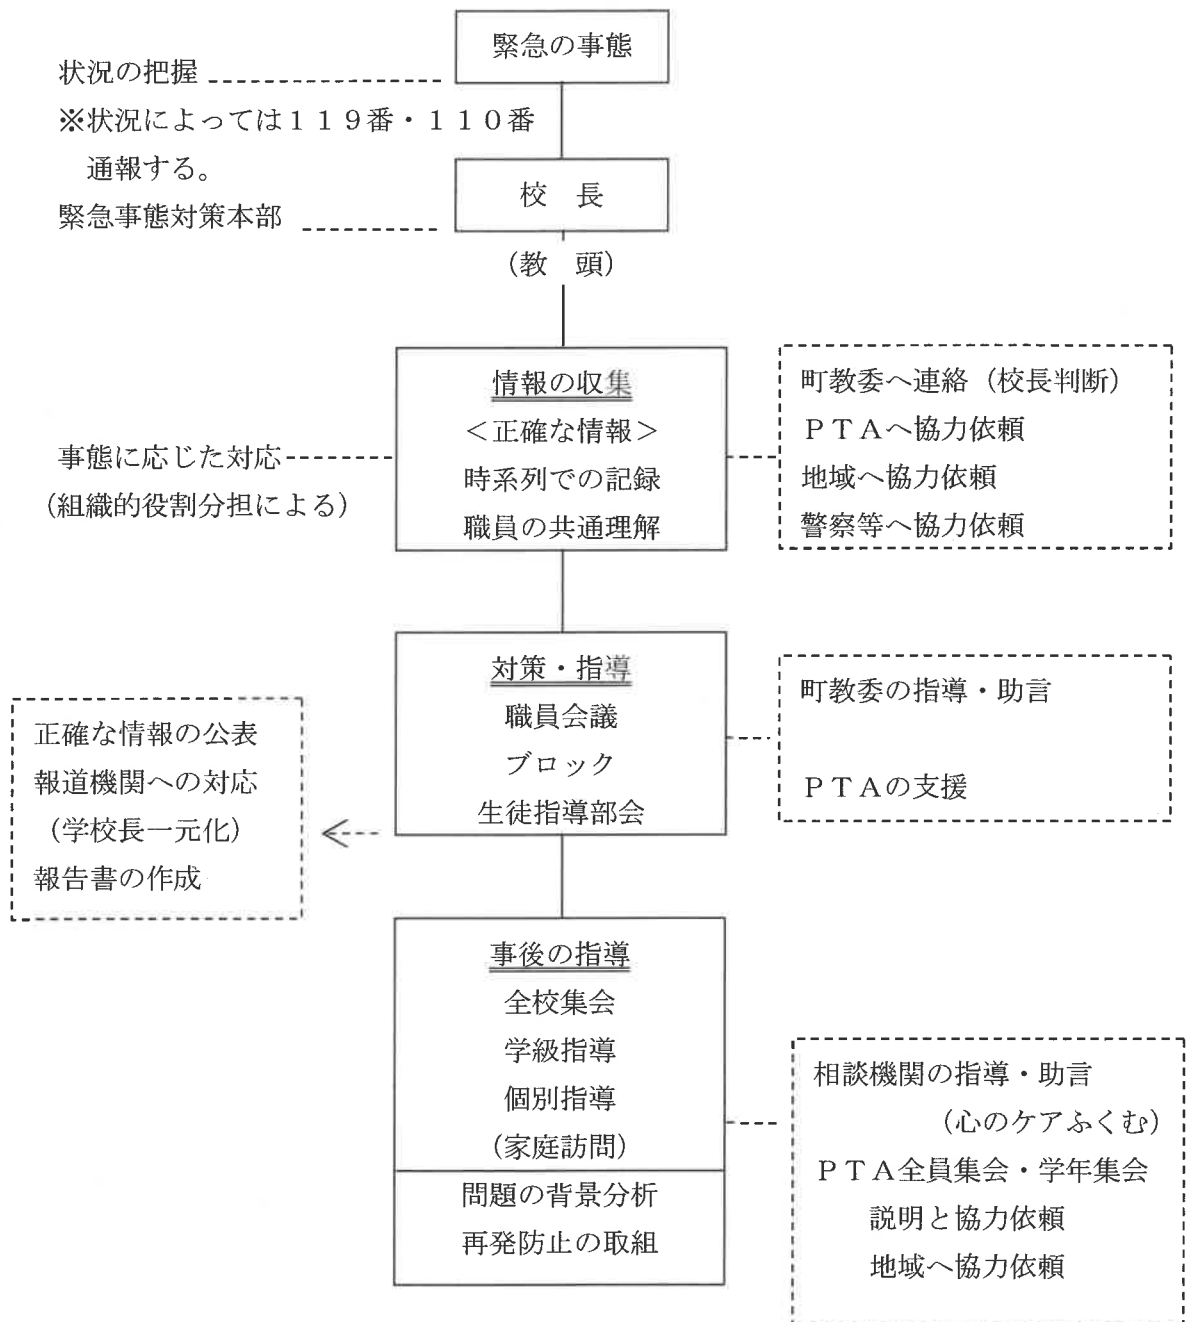 緊急の事態
状況の把握
※状況によっては１１９番・１１０番
通報する。
校　長
緊急事態対策本部
（教　頭）
情報の収集
＜正確な情報＞
時系列での記録
職員の共通理解
事態に応じた対応
（組織的役割分担による）
町教委へ連絡（校長判断）
ＰＴＡへ協力依頼
地域へ協力依頼
警察等へ協力依頼
対策・指導
職員会議
ブロック
生徒指導部会
町教委の指導・助言
ＰＴＡの支援
正確な情報の公表
報道機関への対応
（学校長一元化）
報告書の作成
事後の指導
全校集会
学級指導
個別指導
（家庭訪問）
問題の背景分析
再発防止の取組
相談機関の指導・助言
（心のケアふくむ）
ＰＴＡ全員集会・学年集会
説明と協力依頼
地域へ協力依頼